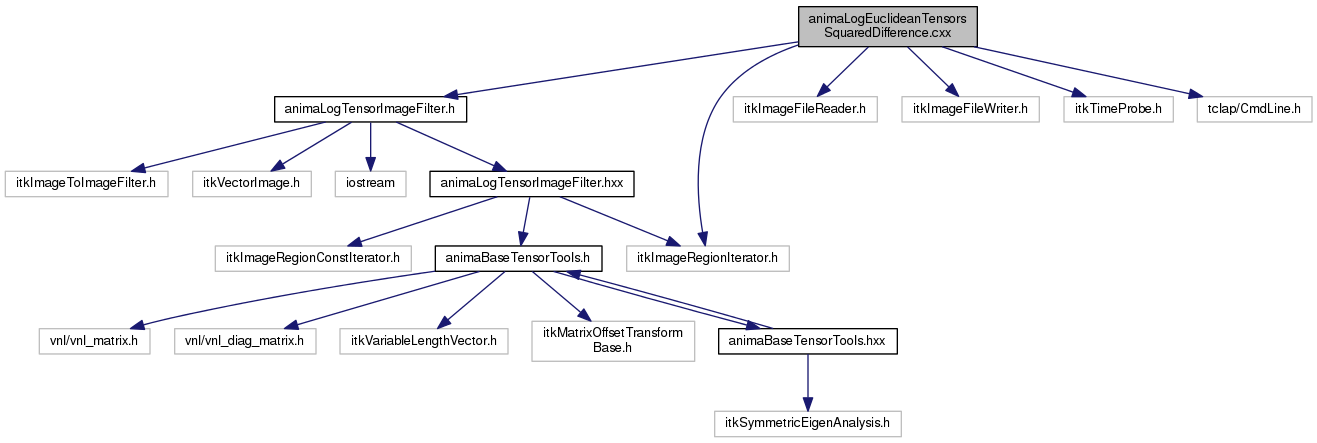 animaLogEuclideanTensors
SquaredDifference.cxx
animaLogTensorImageFilter.h
itkImageFileReader.h
itkImageFileWriter.h
itkTimeProbe.h
tclap/CmdLine.h
itkImageToImageFilter.h
itkVectorImage.h
iostream
animaLogTensorImageFilter.hxx
itkImageRegionConstIterator.h
animaBaseTensorTools.h
itkImageRegionIterator.h
vnl/vnl_matrix.h
vnl/vnl_diag_matrix.h
itkVariableLengthVector.h
itkMatrixOffsetTransform
Base.h
animaBaseTensorTools.hxx
itkSymmetricEigenAnalysis.h